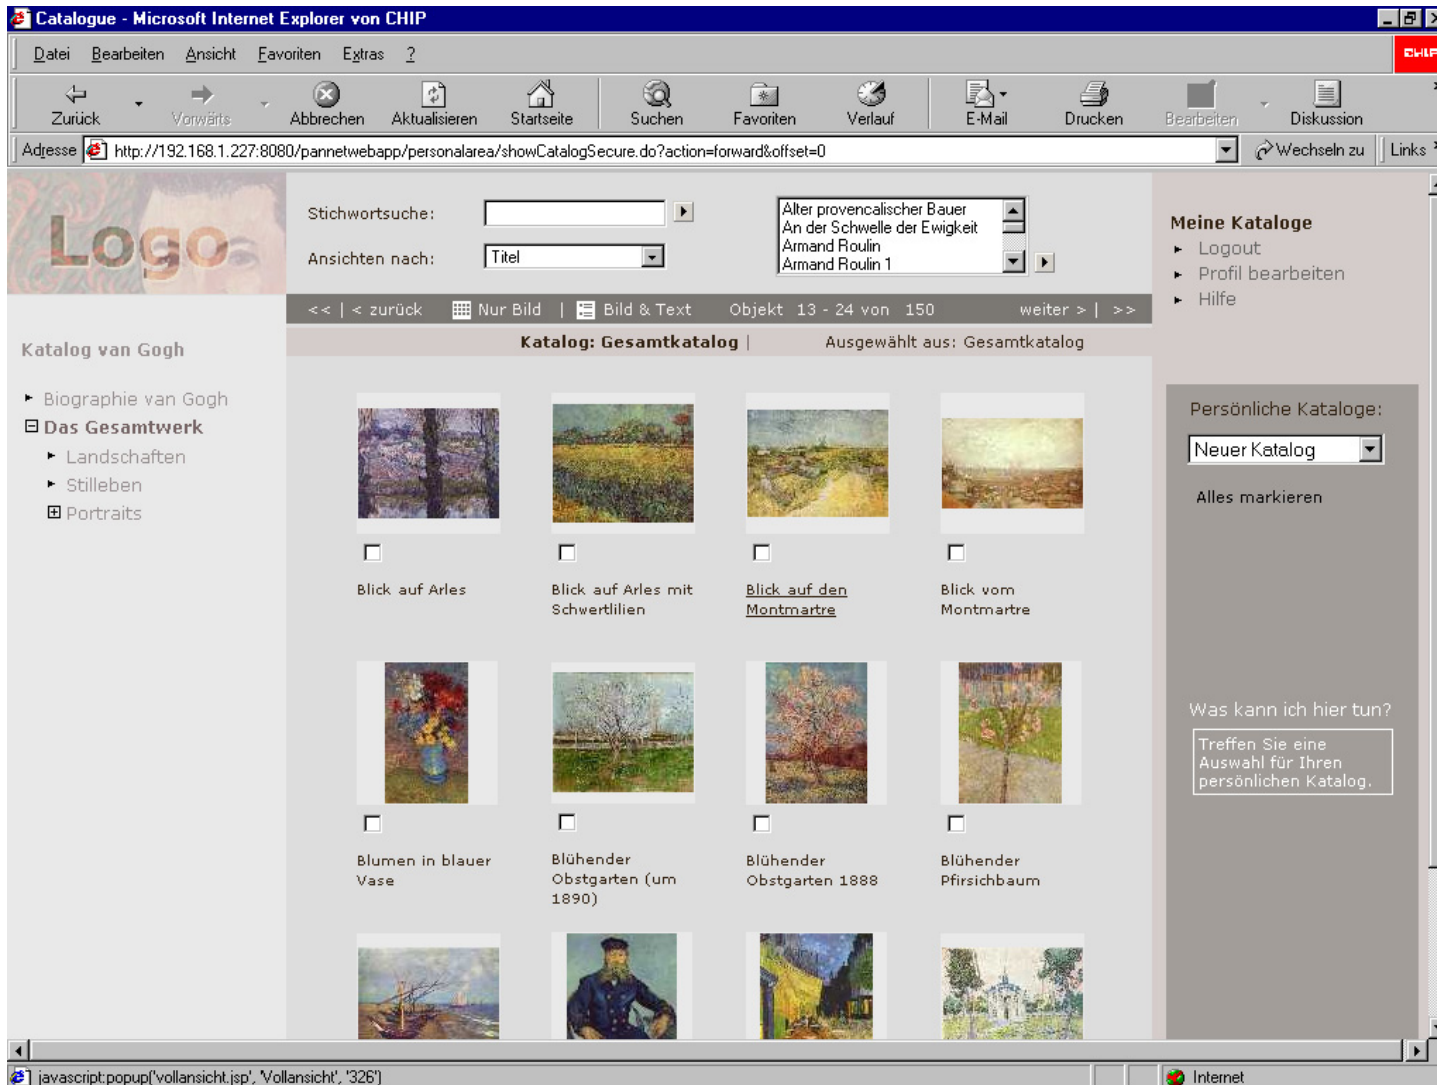 Catalogue - Microsoft Internet Explorer von CHIP
Datei Bearbeiten Ansicht Favoriten Extras ?
CHIP
Zurück Vorwärts Abbrechen Aktualisieren Startseite Suchen Favoriten Verlauf E-Mail Drucken Bearbeiten Diskussion
Adresse http://192.168.1.227:8080/pannetwebapp/personalarea/showCatalogSecure.do?action=forward&offset=0 Wechseln zu Links
Logo
Stichwortsuche:
Ansichten nach: Titel
Alter provencalischer Bauer
An der Schwelle der Ewigkeit
Armand Roulin
Armand Roulin 1
Meine Kataloge
Logout
Profil bearbeiten
Hilfe
<< | < zurück Nur Bild | Bild & Text Objekt 13 - 24 von 150 weiter > | >>
Katalog: Gesamtkatalog | Ausgewählt aus: Gesamtkatalog
Katalog van Gogh
Biographie van Gogh
Das Gesamtwerk
Landschaften
Stilleben
Portraits
Blick auf Arles
Blick auf Arles mit
Schwertlilien
Blick auf den
Montmartre
Blick vom
Montmartre
Blumen in blauer
Vase
Blühender
Obstgarten (um
1890)
Blühender
Obstgarten 1888
Blühender
Pfirsichbaum
Persönliche Kataloge:
Neuer Katalog
Alles markieren
Was kann ich hier tun?
Treffen Sie eine
Auswahl für Ihren
persönlichen Katalog.
javascript:popup('vollansicht.jsp', 'Vollansicht', '326') Internet